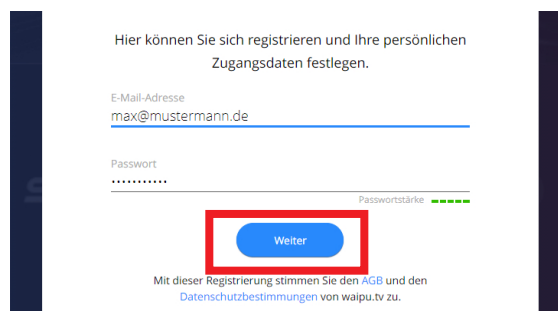 Hier können Sie sich registrieren und Ihre persönlichen
Zugangsdaten festlegen.
E-Mail-Adresse
max@mustermann.de
Passwort
•••••••••••
Passwortstärke
Weiter
Mit dieser Registrierung stimmen Sie den AGB und den
Datenschutzbestimmungen von waipu.tv zu.